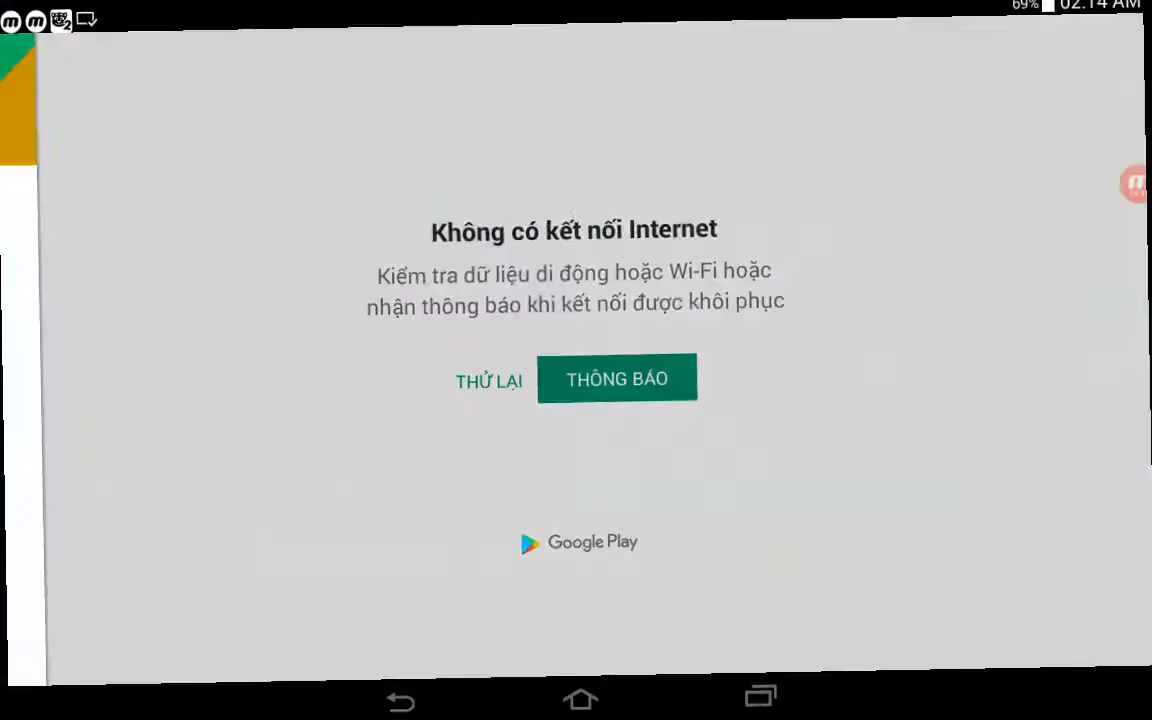 69% 02.14 AM
Không có kết nối Internet
Kiểm tra dữ liệu di động hoặc Wi-Fi hoặc
nhận thông báo khi kết nối được khôi phục
THỬ LẠI THÔNG BÁO
Google Play